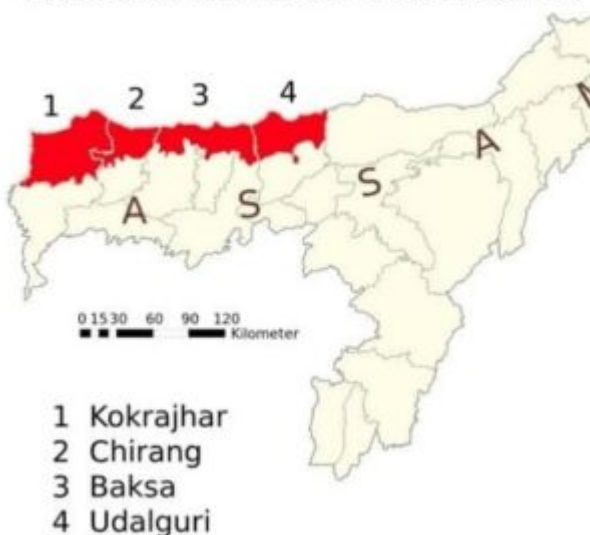 1 2 3 4
A S S A M
0 15 30 60 90 120
Kilometer
1 Kokrajhar
2 Chirang
3 Baksa
4 Udalguri